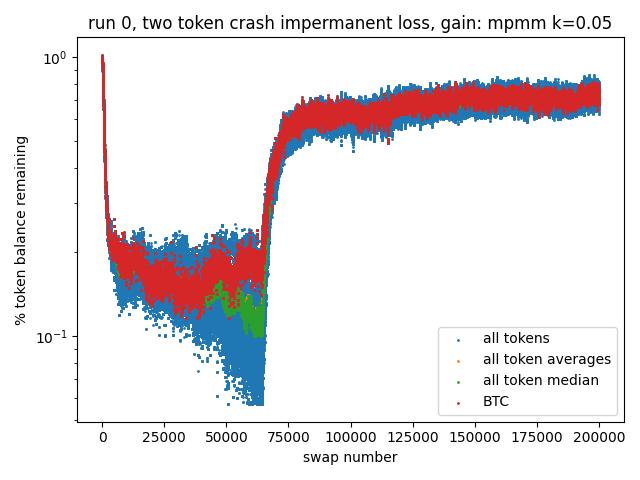 run 0, two token crash impermanent loss, gain: mpmm k=0.05
% token balance remaining
10⁰
10⁻¹
0 25000 50000 75000 100000 125000 150000 175000 200000
swap number
all tokens
all token averages
all token median
BTC